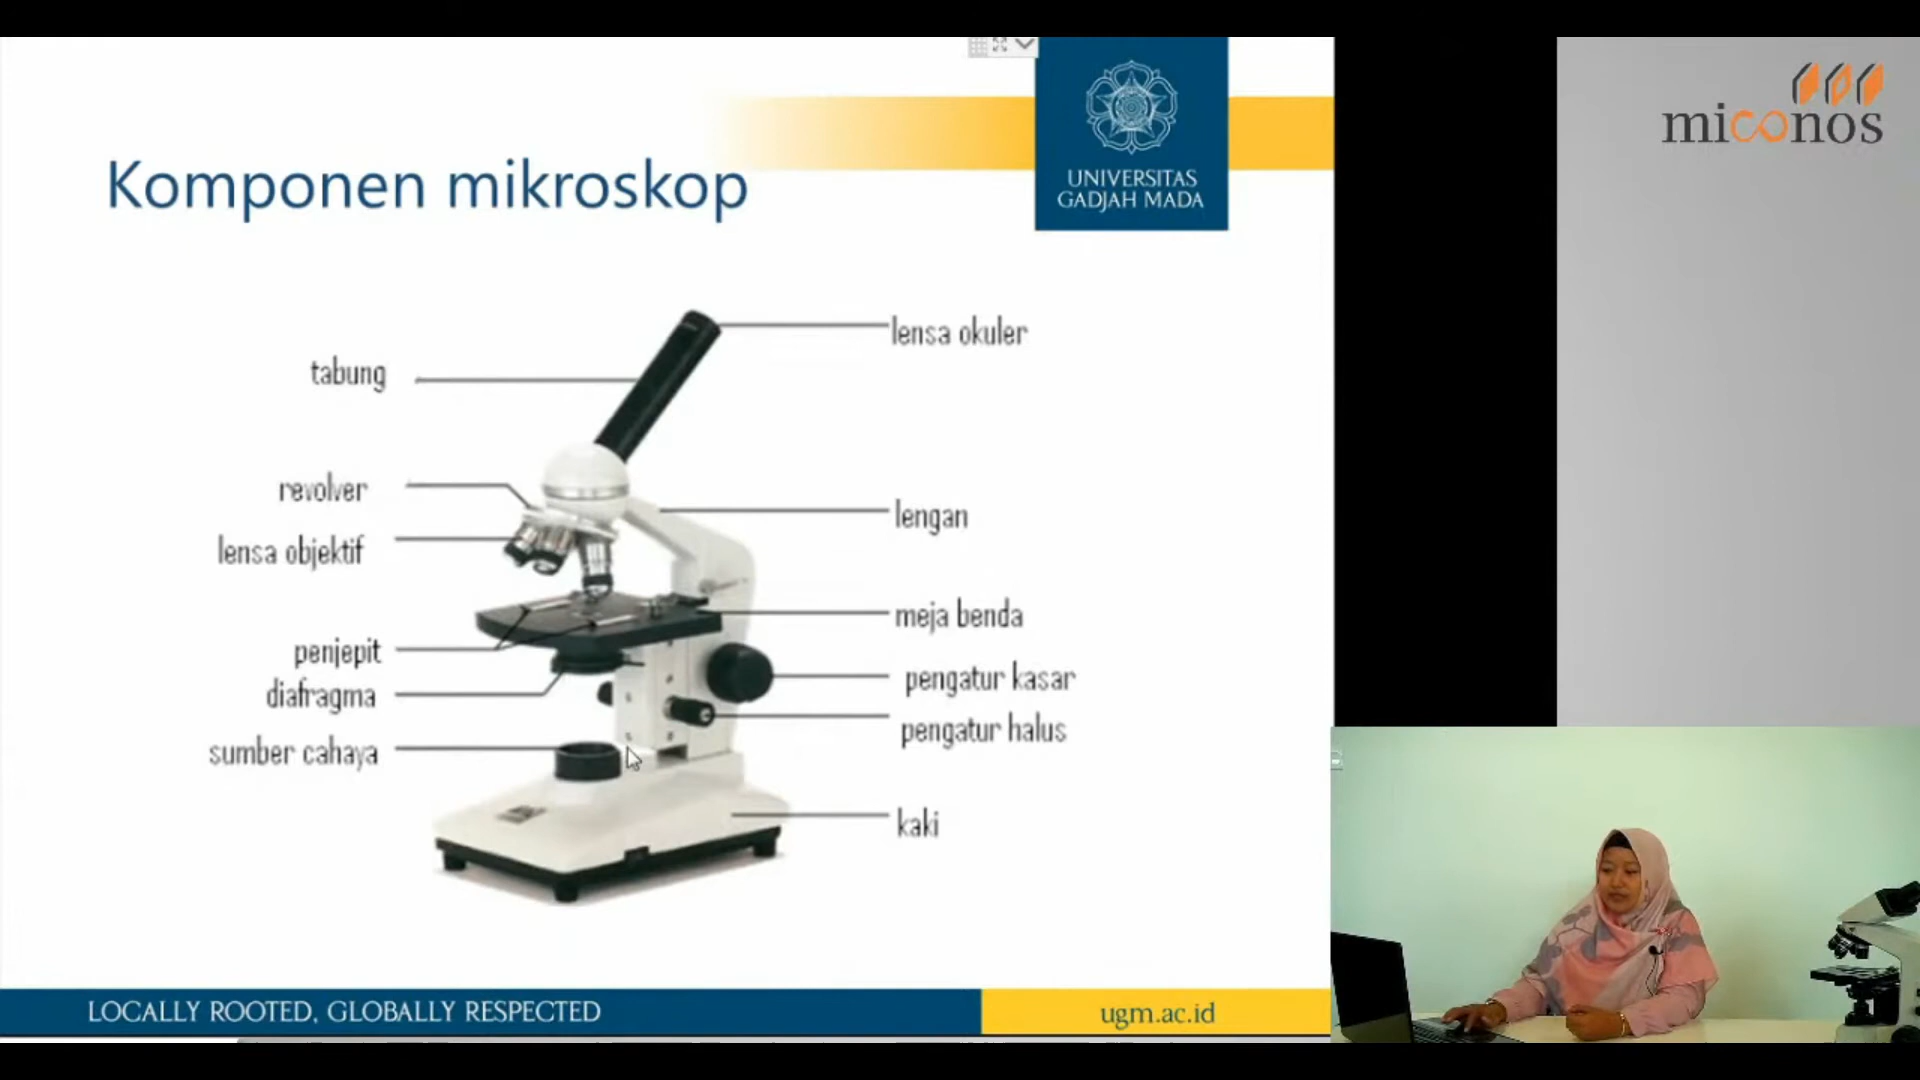 miconos
UNIVERSITAS
GADJAH MADA
Komponen mikroskop
lensa okuler
tabung
revolver
lengan
lensa objektif
meja benda
penjepit
pengatur kasar
diafragma
pengatur halus
sumber cahaya
kaki
LOCALLY ROOTED, GLOBALLY RESPECTED
ugm.ac.id